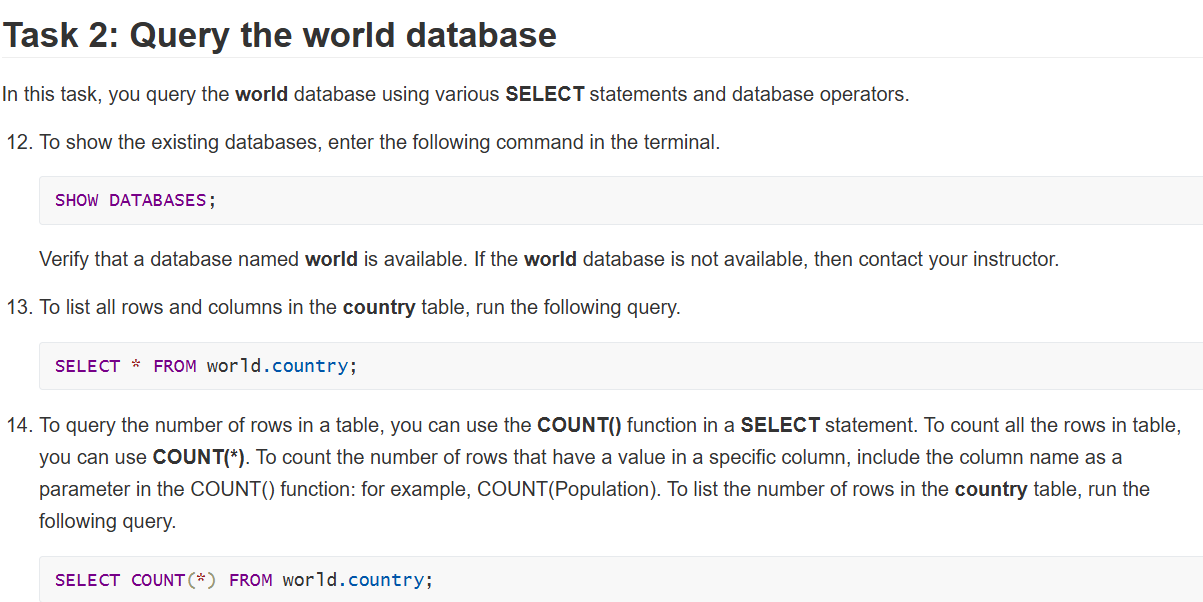 Task 2: Query the world database
In this task, you query the world database using various SELECT statements and database operators.
12. To show the existing databases, enter the following command in the terminal.
SHOW DATABASES;
Verify that a database named world is available. If the world database is not available, then contact your instructor.
13. To list all rows and columns in the country table, run the following query.
SELECT * FROM world.country;
14. To query the number of rows in a table, you can use the COUNT() function in a SELECT statement. To count all the rows in table,
you can use COUNT(*). To count the number of rows that have a value in a specific column, include the column name as a
parameter in the COUNT() function: for example, COUNT(Population). To list the number of rows in the country table, run the
following query.
SELECT COUNT(*) FROM world.country;